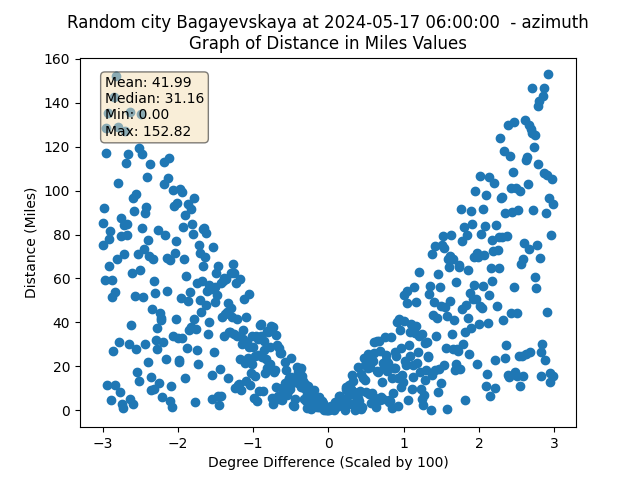 Random city Bagayevskaya at 2024-05-17 06:00:00  - azimuth
Graph of Distance in Miles Values
Mean: 41.99
Median: 31.16
Min: 0.00
Max: 152.82
Distance (Miles)
160
140
120
100
80
60
40
20
0
−3
−2
−1
0
1
2
3
Degree Difference (Scaled by 100)